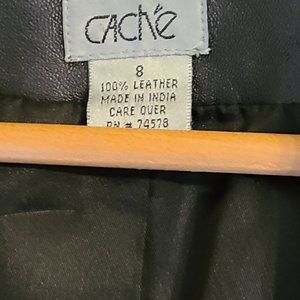 CACHÉ
8
100% LEATHER
MADE IN INDIA
CARE OVER
RN # 74578